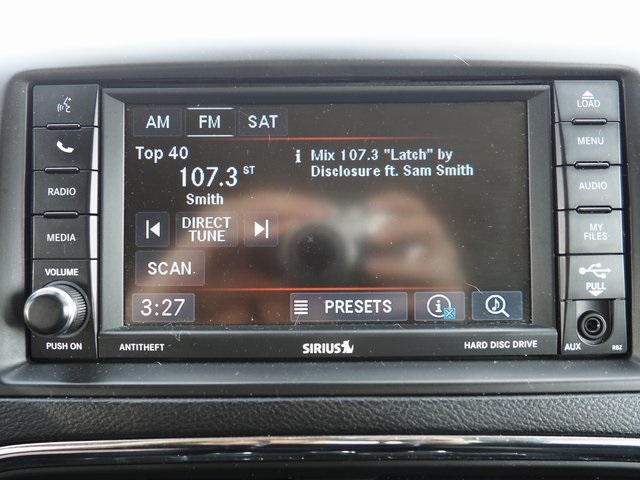 AM FM SAT
Top 40
107.3 ST
Smith
i Mix 107.3 "Latch" by
Disclosure ft. Sam Smith
DIRECT
TUNE
SCAN
3:27
PRESETS
i
RADIO
MEDIA
VOLUME
PUSH ON
ANTITHEFT
SIRIUS
HARD DISC DRIVE
LOAD
MENU
AUDIO
MY
FILES
PULL
AUX
RBZ